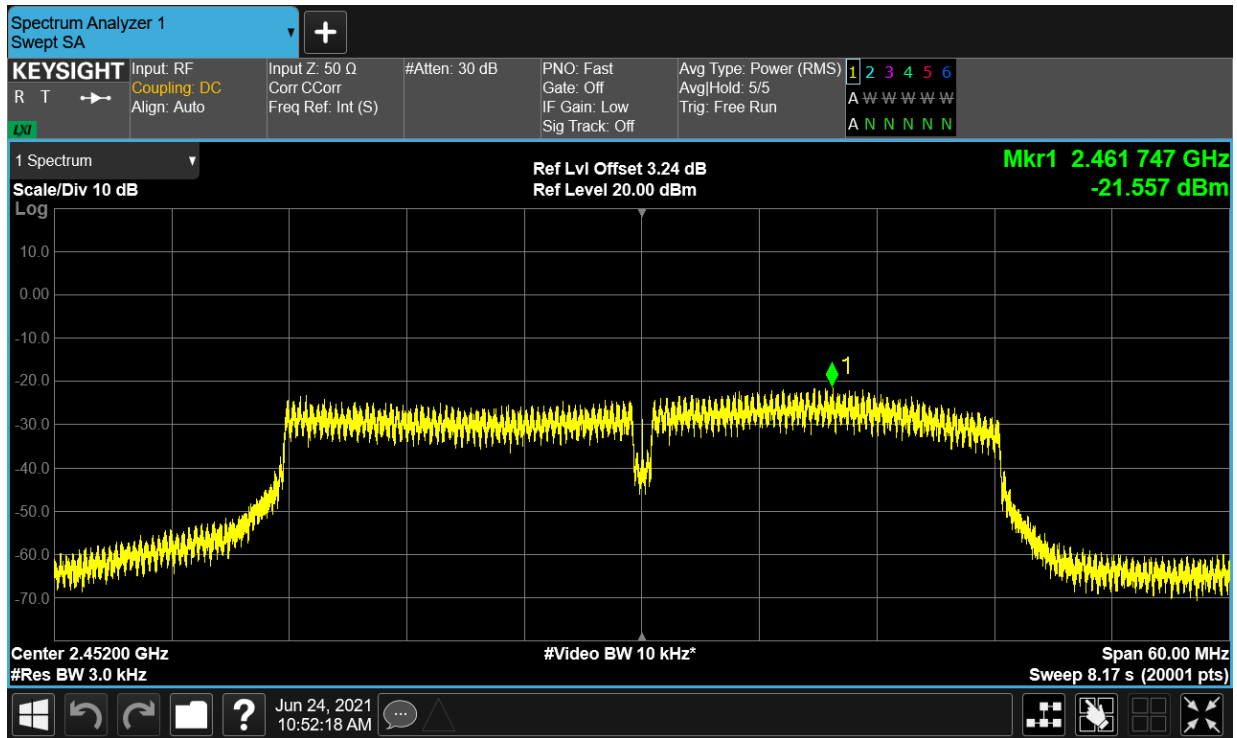 Spectrum Analyzer 1
Swept SA
▼
+
KEYSIGHT
R T
LXI
Input: RF
Coupling: DC
Align: Auto
Input Z: 50 Ω
Corr CCorr
Freq Ref: Int (S)
#Atten: 30 dB
PNO: Fast
Gate: Off
IF Gain: Low
Sig Track: Off
Avg Type: Power (RMS)
Avg|Hold: 5/5
Trig: Free Run
1 2 3 4 5 6
A W W W W W
A N N N N N
1 Spectrum ▼
Scale/Div 10 dB
Log
Ref Lvl Offset 3.24 dB
Ref Level 20.00 dBm
Mkr1 2.461 747 GHz
-21.557 dBm
10.0
0.00
-10.0
-20.0
-30.0
-40.0
-50.0
-60.0
-70.0
1
Center 2.45200 GHz
#Res BW 3.0 kHz
#Video BW 10 kHz*
Span 60.00 MHz
Sweep 8.17 s (20001 pts)
?
Jun 24, 2021
10:52:18 AM